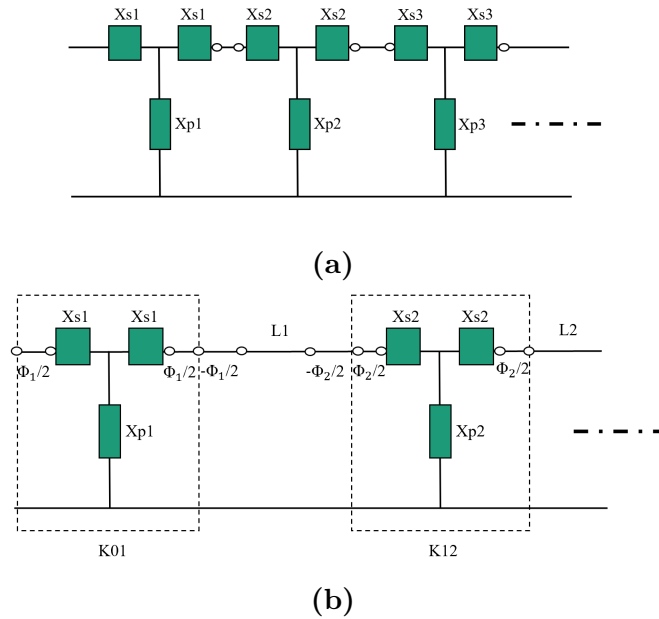 Xs1 Xs1 Xs2 Xs2 Xs3 Xs3
Xp1 Xp2 Xp3
(a)
Xs1 Xs1 L1 Xs2 Xs2 L2
Φ₁/2 Φ₁/2 -Φ₁/2 -Φ₂/2 Φ₂/2 Φ₂/2
Xp1 Xp2
K01 K12
(b)